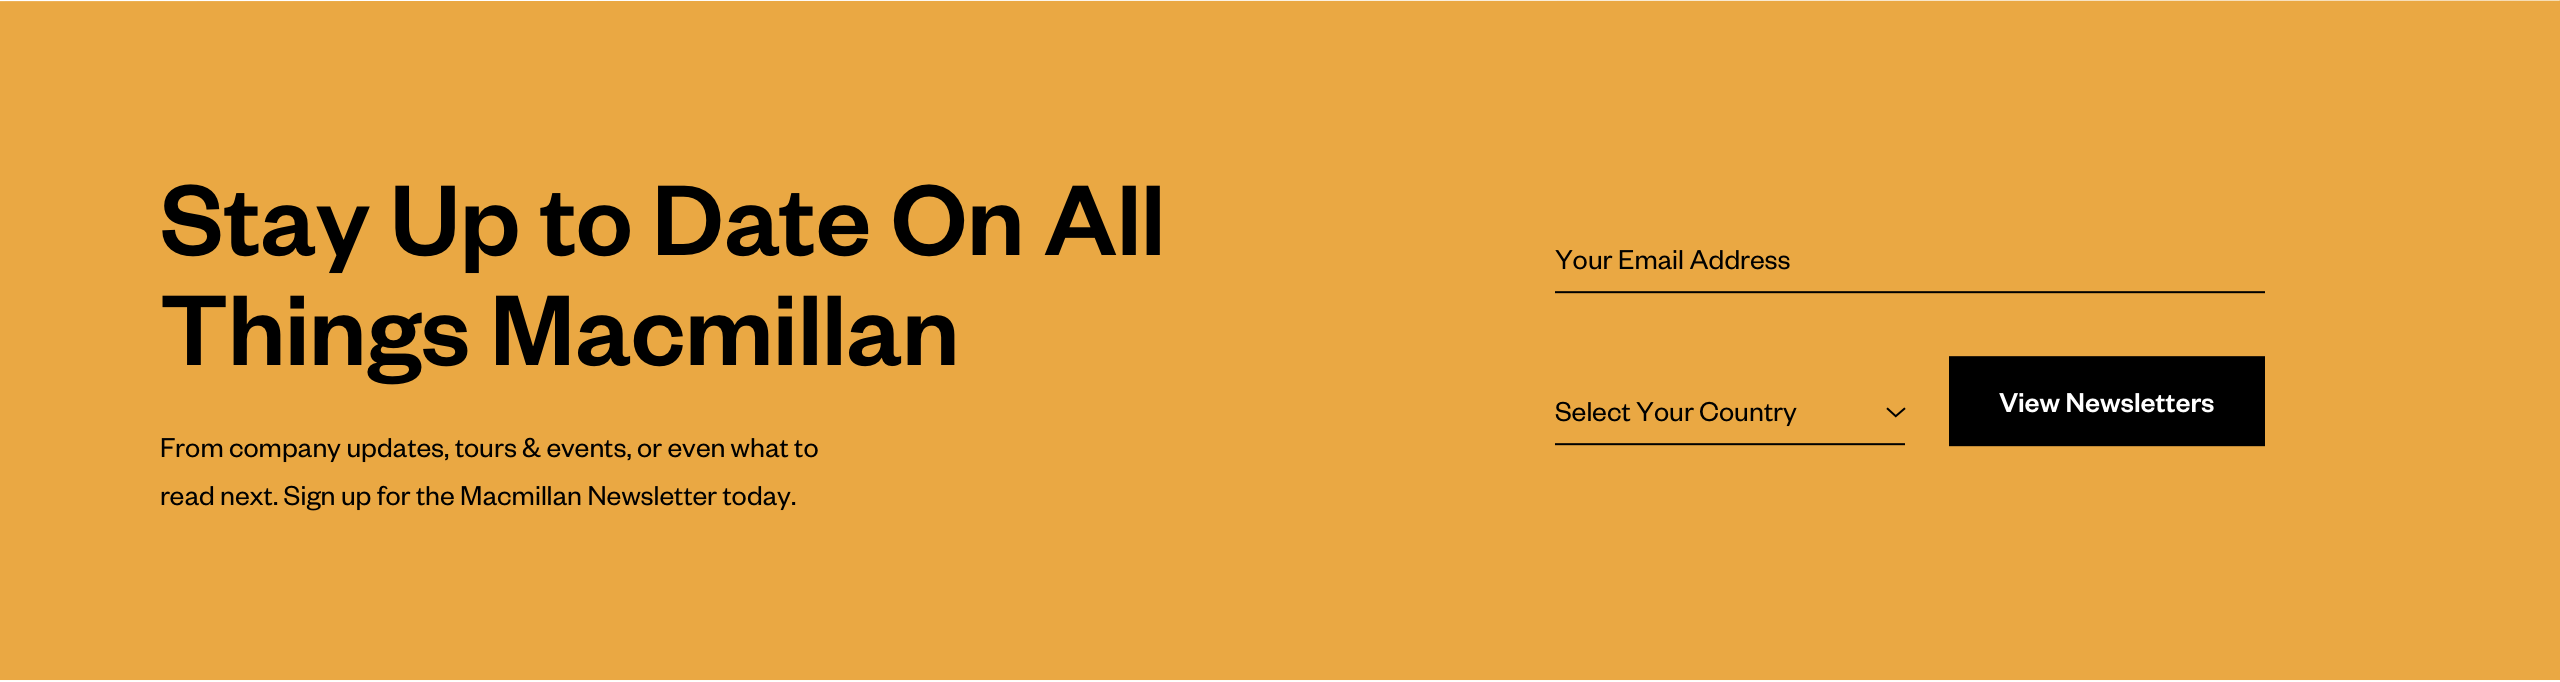 Stay Up to Date On All
Things Macmillan
From company updates, tours & events, or even what to
read next. Sign up for the Macmillan Newsletter today.
Your Email Address
Select Your Country
View Newsletters